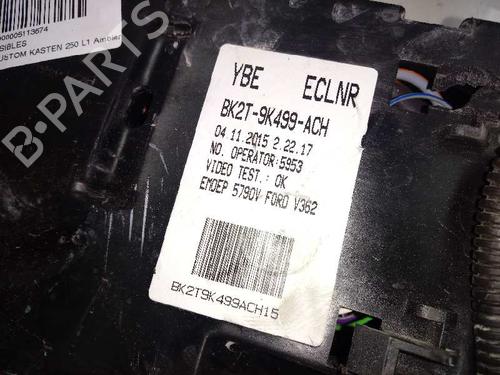 00005113674
SIBLES
USTOM KASTEN 250 L1 Ambien
YBE ECLNR
BK2T-9K499-ACH
04 11.2015 2.22.17
NO. OPERATOR:5953
VIDEO TEST.: OK
EMDEP 5790V FORD V362
BK2T9K499ACH15
B-PARTS